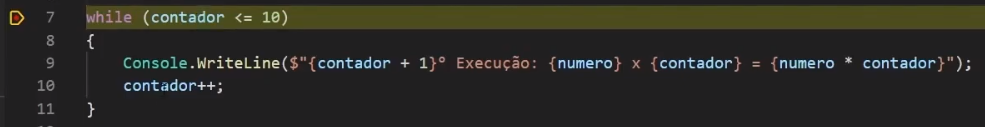 7 while (contador <= 10)
8 {
9 Console.WriteLine($"{contador + 1}° Execução: {numero} x {contador} = {numero * contador}");
10 contador++;
11 }